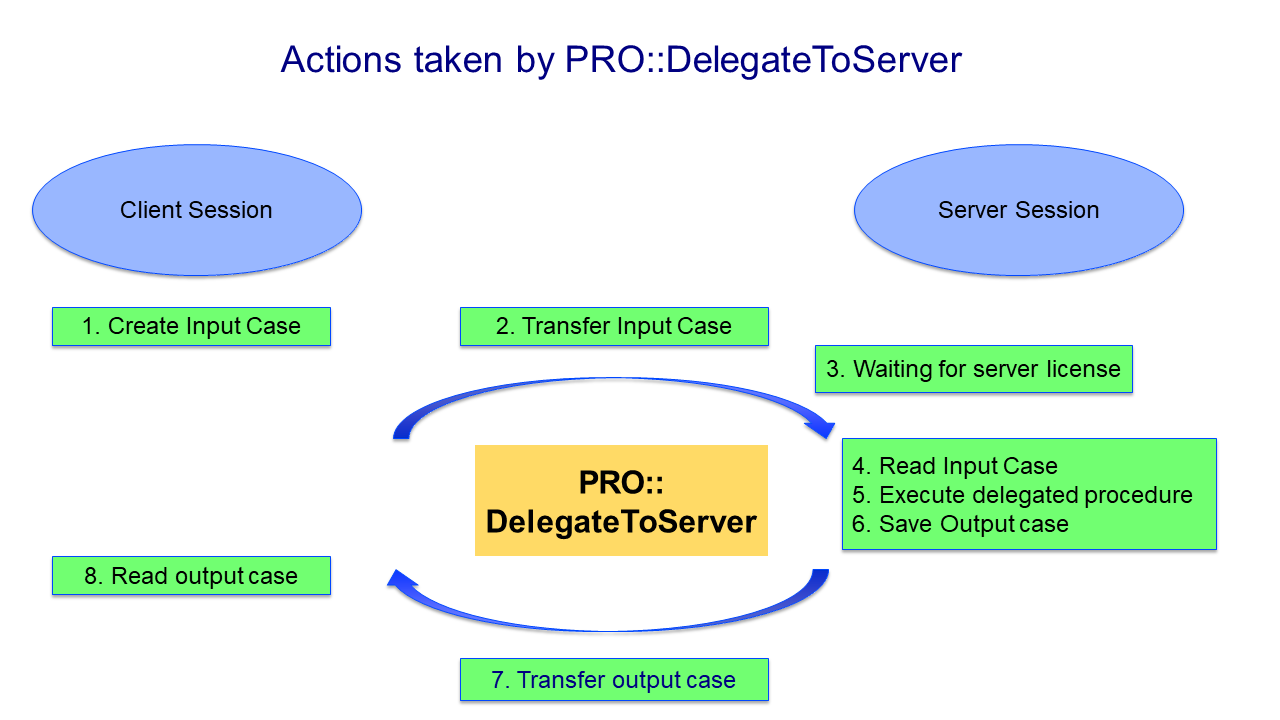 Actions taken by PRO::DelegateToServer
Client Session
Server Session
1. Create Input Case
2. Transfer Input Case
3. Waiting for server license
PRO::
DelegateToServer
4. Read Input Case
5. Execute delegated procedure
6. Save Output case
8. Read output case
7. Transfer output case